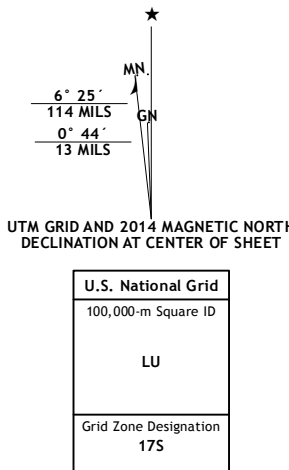 ★
MN.
6° 25´
114 MILS
GN
0° 44´
13 MILS
UTM GRID AND 2014 MAGNETIC NORTH
DECLINATION AT CENTER OF SHEET
U.S. National Grid
100,000-m Square ID
LU
Grid Zone Designation
17S